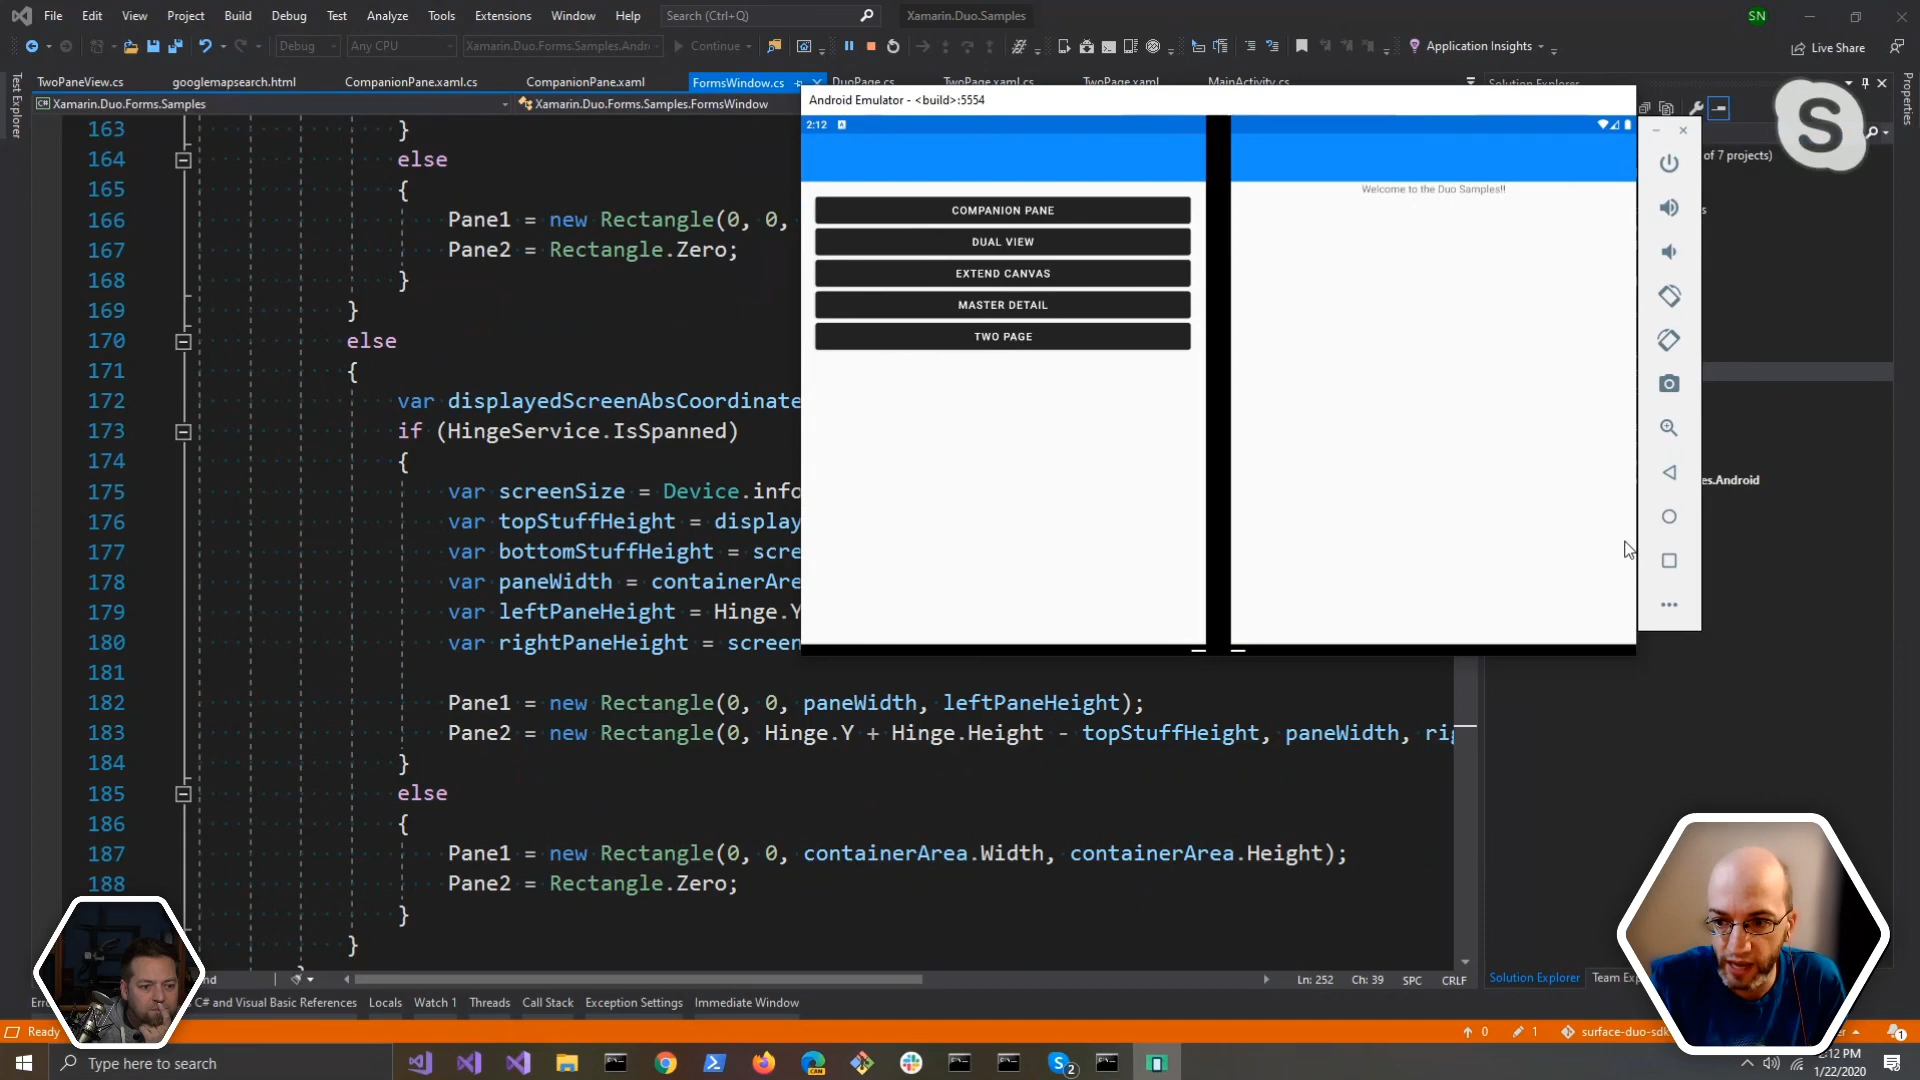 File Edit View Project Build Debug Test Analyze Tools Extensions Window Help Search (Ctrl+Q) Xamarin.Duo.Samples SN
Debug Any CPU Xamarin.Duo.Forms.Samples.Andr Continue Application Insights Live Share
TwoPaneView.cs googlemapsearch.html CompanionPane.xaml.cs CompanionPane.xaml FormsWindow.cs DuoPage.cs TwoPage.xaml.cs TwoPage.xaml MainActivity.cs Solution Explorer
Test Explorer
Properties
Xamarin.Duo.Forms.Samples Xamarin.Duo.Forms.Samples.FormsWindow
Android Emulator - <build>:5554
2:12
Welcome to the Duo Samples!!
COMPANION PANE
DUAL VIEW
EXTEND CANVAS
MASTER DETAIL
TWO PAGE
of 7 projects)
s
es.Android
163 }
164 else
165 {
166 Pane1 = new Rectangle(0, 0,
167 Pane2 = Rectangle.Zero;
168 }
169 }
170 else
171 {
172 var displayedScreenAbsCoordinate
173 if (HingeService.IsSpanned)
174 {
175 var screenSize = Device.info
176 var topStuffHeight = display
177 var bottomStuffHeight = scre
178 var paneWidth = containerAre
179 var leftPaneHeight = Hinge.Y
180 var rightPaneHeight = screen
181
182 Pane1 = new Rectangle(0, 0, paneWidth, leftPaneHeight);
183 Pane2 = new Rectangle(0, Hinge.Y + Hinge.Height - topStuffHeight, paneWidth, rig
184 }
185 else
186 {
187 Pane1 = new Rectangle(0, 0, containerArea.Width, containerArea.Height);
188 Pane2 = Rectangle.Zero;
}
}
nd Ln: 252 Ch: 39 SPC CRLF Solution Explorer Team Exp
Erro C# and Visual Basic References Locals Watch 1 Threads Call Stack Exception Settings Immediate Window
Ready 0 1 surface-duo-sdk 1
Type here to search 2 2:12 PM
1/22/2020